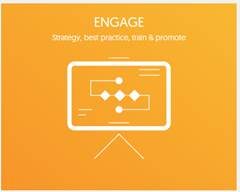 ENGAGE
Strategy, best practice, train & promote